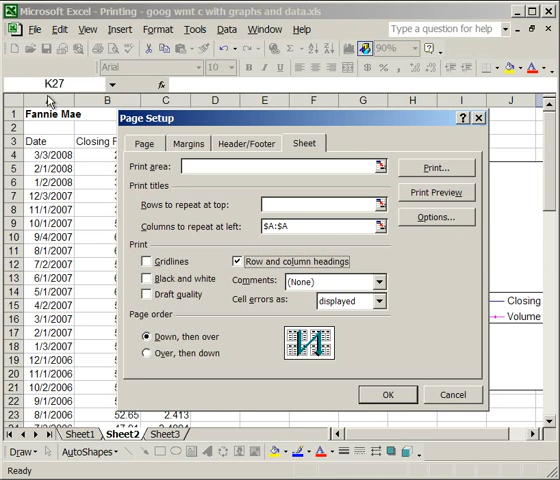 Microsoft Excel - Printing - goog wmt c with graphs and data.xls
File Edit View Insert Format Tools Data Window Help Type a question for help
90%
Arial 10 B
K27 fx
A B C D E F G H I J
1 Fannie Mae
2
3 Date Closing P
4 3/3/2008 2
5 2/1/2008
6 1/2/2008
7 12/3/2007
8 11/1/2007
9 10/1/2007
10 9/4/2007
11 8/1/2007
12 7/2/2007
13 6/1/2007
14 5/1/2007
15 4/2/2007
16 3/1/2007
17 2/1/2007
18 1/3/2007
19 12/1/2006
20 11/1/2006
21 10/2/2006
22 9/1/2006
23 8/1/2006 52.65 2.413
Page Setup
Page Margins Header/Footer Sheet
Print area:
Print...
Print titles
Print Preview
Rows to repeat at top:
Options...
Columns to repeat at left: $A:$A
Print
Gridlines Row and column headings
Black and white Comments: (None)
Draft quality Cell errors as: displayed
Page order
Down, then over
Over, then down
OK Cancel
Closing
Volume
Sheet1 Sheet2 Sheet3
Draw AutoShapes
Ready